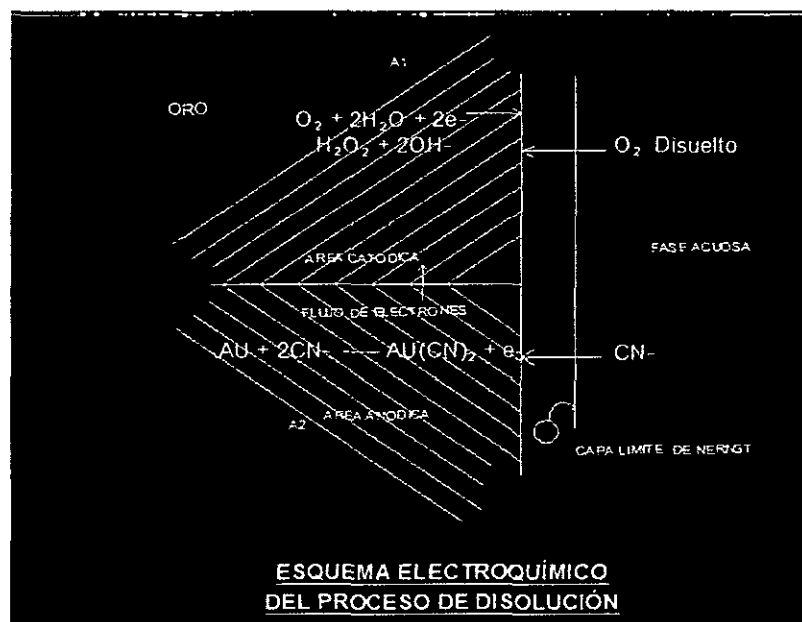 A1
ORO
O₂ + 2H₂O + 2e-
H₂O₂ + 2OH-
O₂ Disuelto
FASE ACUOSA
AREA CATODICA
FLUJO DE ELECTRONES
AU + 2CN- ---- AU(CN)₂ + e-
CN-
A2 AREA ANODICA
CAPA LIMITE DE NERNGT
ESQUEMA ELECTROQUÍMICO
DEL PROCESO DE DISOLUCIÓN